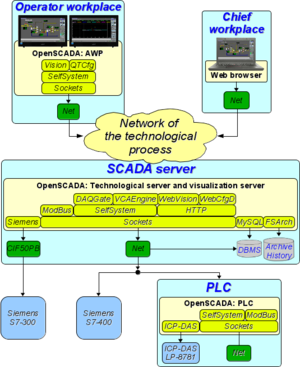 Operator workplace
OpenSCADA: AWP
Vision
QTCfg
SelfSystem
Sockets
Net
Chief
workplace
Web browser
Net
Network of
the technological
process
SCADA server
OpenSCADA: Technological server and visualization server
DAQGate
VCAEngine
WebVision
WebCfgD
ModBus
SelfSystem
HTTP
Siemens
Sockets
MySQL
FSArch
CIF50PB
Net
DBMS
Archive
History
Siemens
S7-300
Siemens
S7-400
PLC
OpenSCADA: PLC
SelfSystem
ModBus
ICP-DAS
Sockets
ICP-DAS
LP-8781
Net